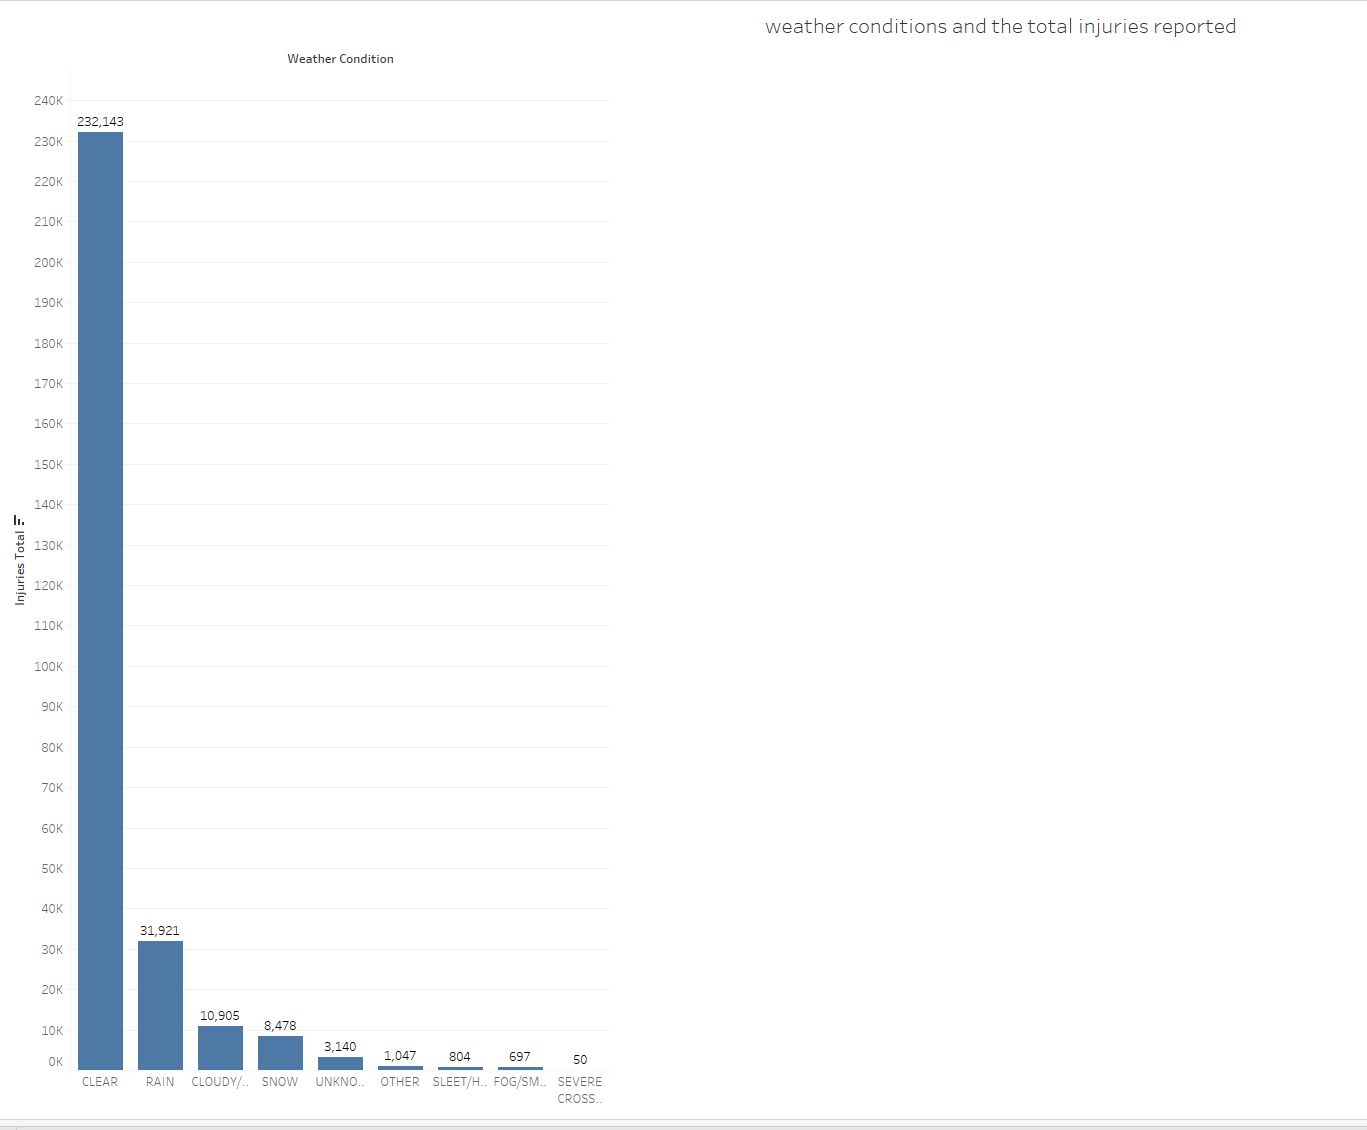 weather conditions and the total injuries reported
Weather Condition
240K
232,143
230K
220K
210K
200K
190K
180K
170K
160K
150K
140K
130K
120K
110K
100K
90K
80K
70K
60K
50K
40K
31,921
30K
20K
10,905
8,478
10K
3,140
1,047
804
697
50
0K
Injuries Total
CLEAR RAIN CLOUDY/.. SNOW UNKNO.. OTHER SLEET/H.. FOG/SM.. SEVERE
CROSS..